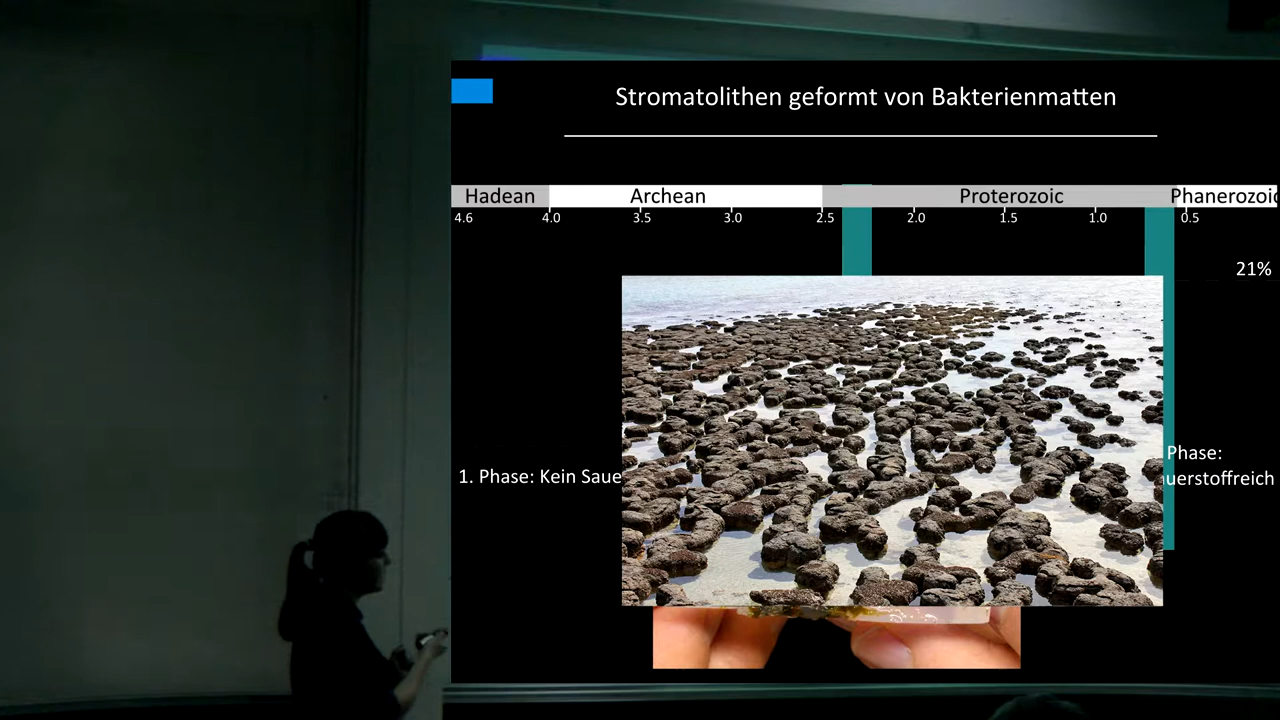 Stromatolithen geformt von Bakterienmatten
Hadean Archean Proterozoic Phanerozoic
4.6 4.0 3.5 3.0 2.5 2.0 1.5 1.0 0.5
21%
Phase:
1. Phase: Kein Saue uerstoffreich